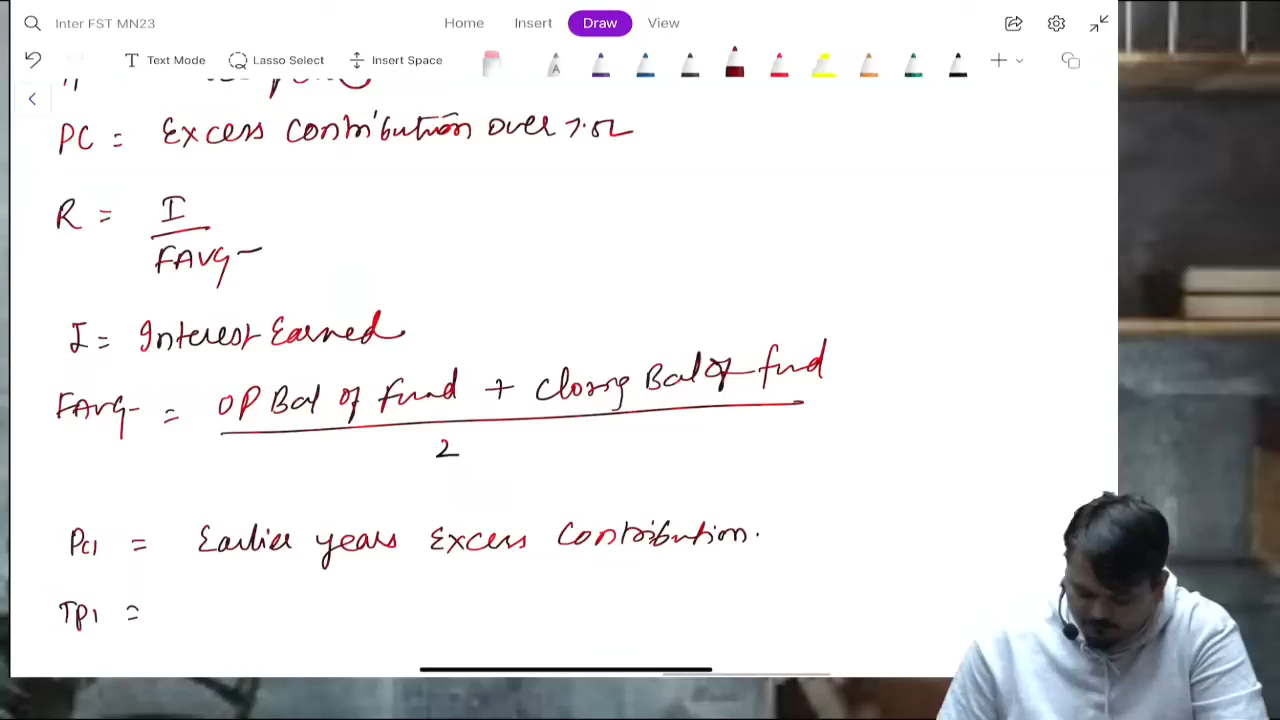 Inter FST MN23
Home Insert Draw View
Text Mode Lasso Select Insert Space
PC = Excess Contribution over 7.5L
R = I
FAVG
I = Interest Earned
FAVG = OP Bal of Fund + Closing Bal of fund
2
PC1 = Earlier years Excess Contribution.
TP1 =